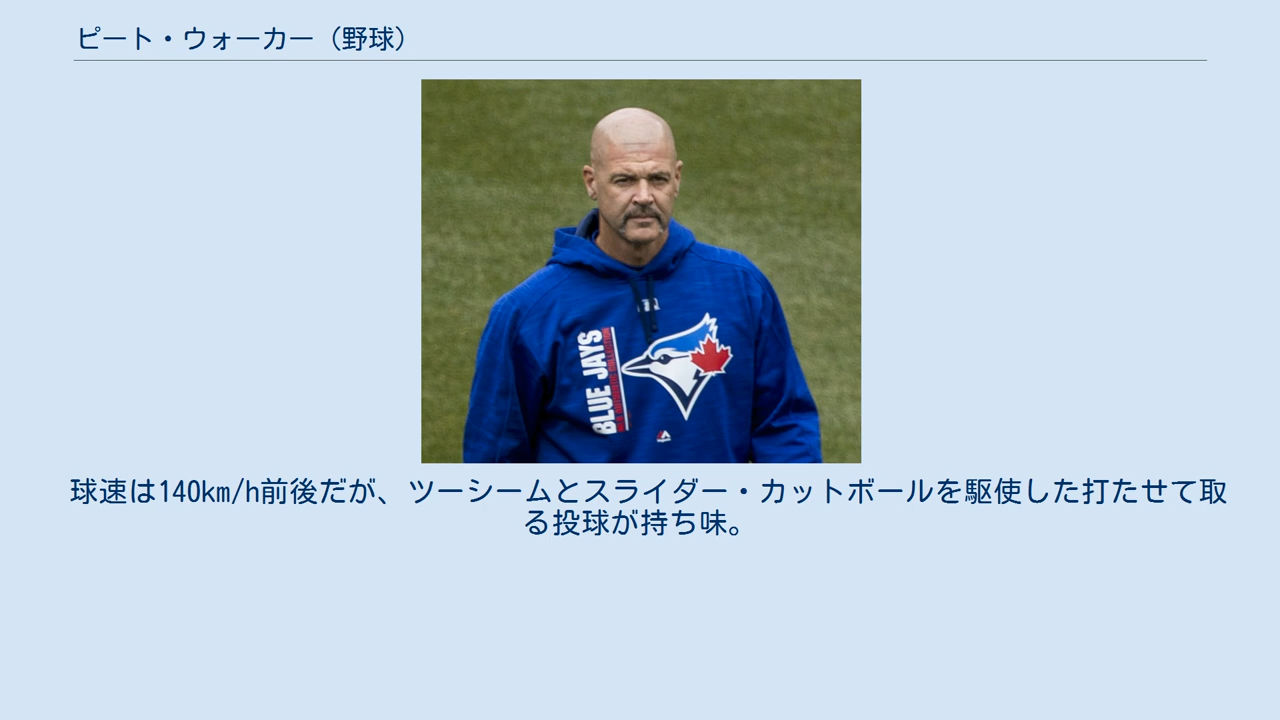 ピート・ウォーカー（野球）
BLUE JAYS
球速は140km/h前後だが、ツーシームとスライダー・カットボールを駆使した打たせて取
る投球が持ち味。